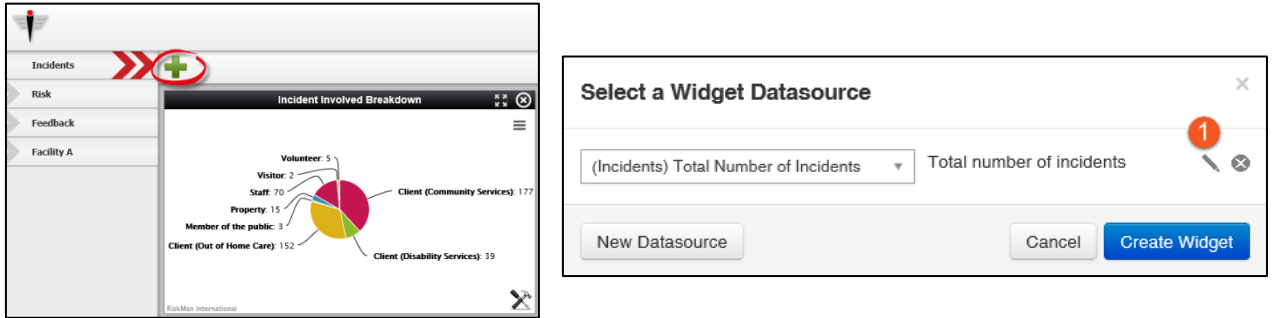 Incidents
Risk
Feedback
Facility A
Incident Involved Breakdown
Volunteer: 5
Visitor: 2
Staff: 70
Client (Community Services): 177
Property: 15
Member of the public: 3
Client (Out of Home Care): 152
Client (Disability Services): 39
RiskMan International
Select a Widget Datasource
1
(Incidents) Total Number of Incidents Total number of incidents
New Datasource Cancel Create Widget